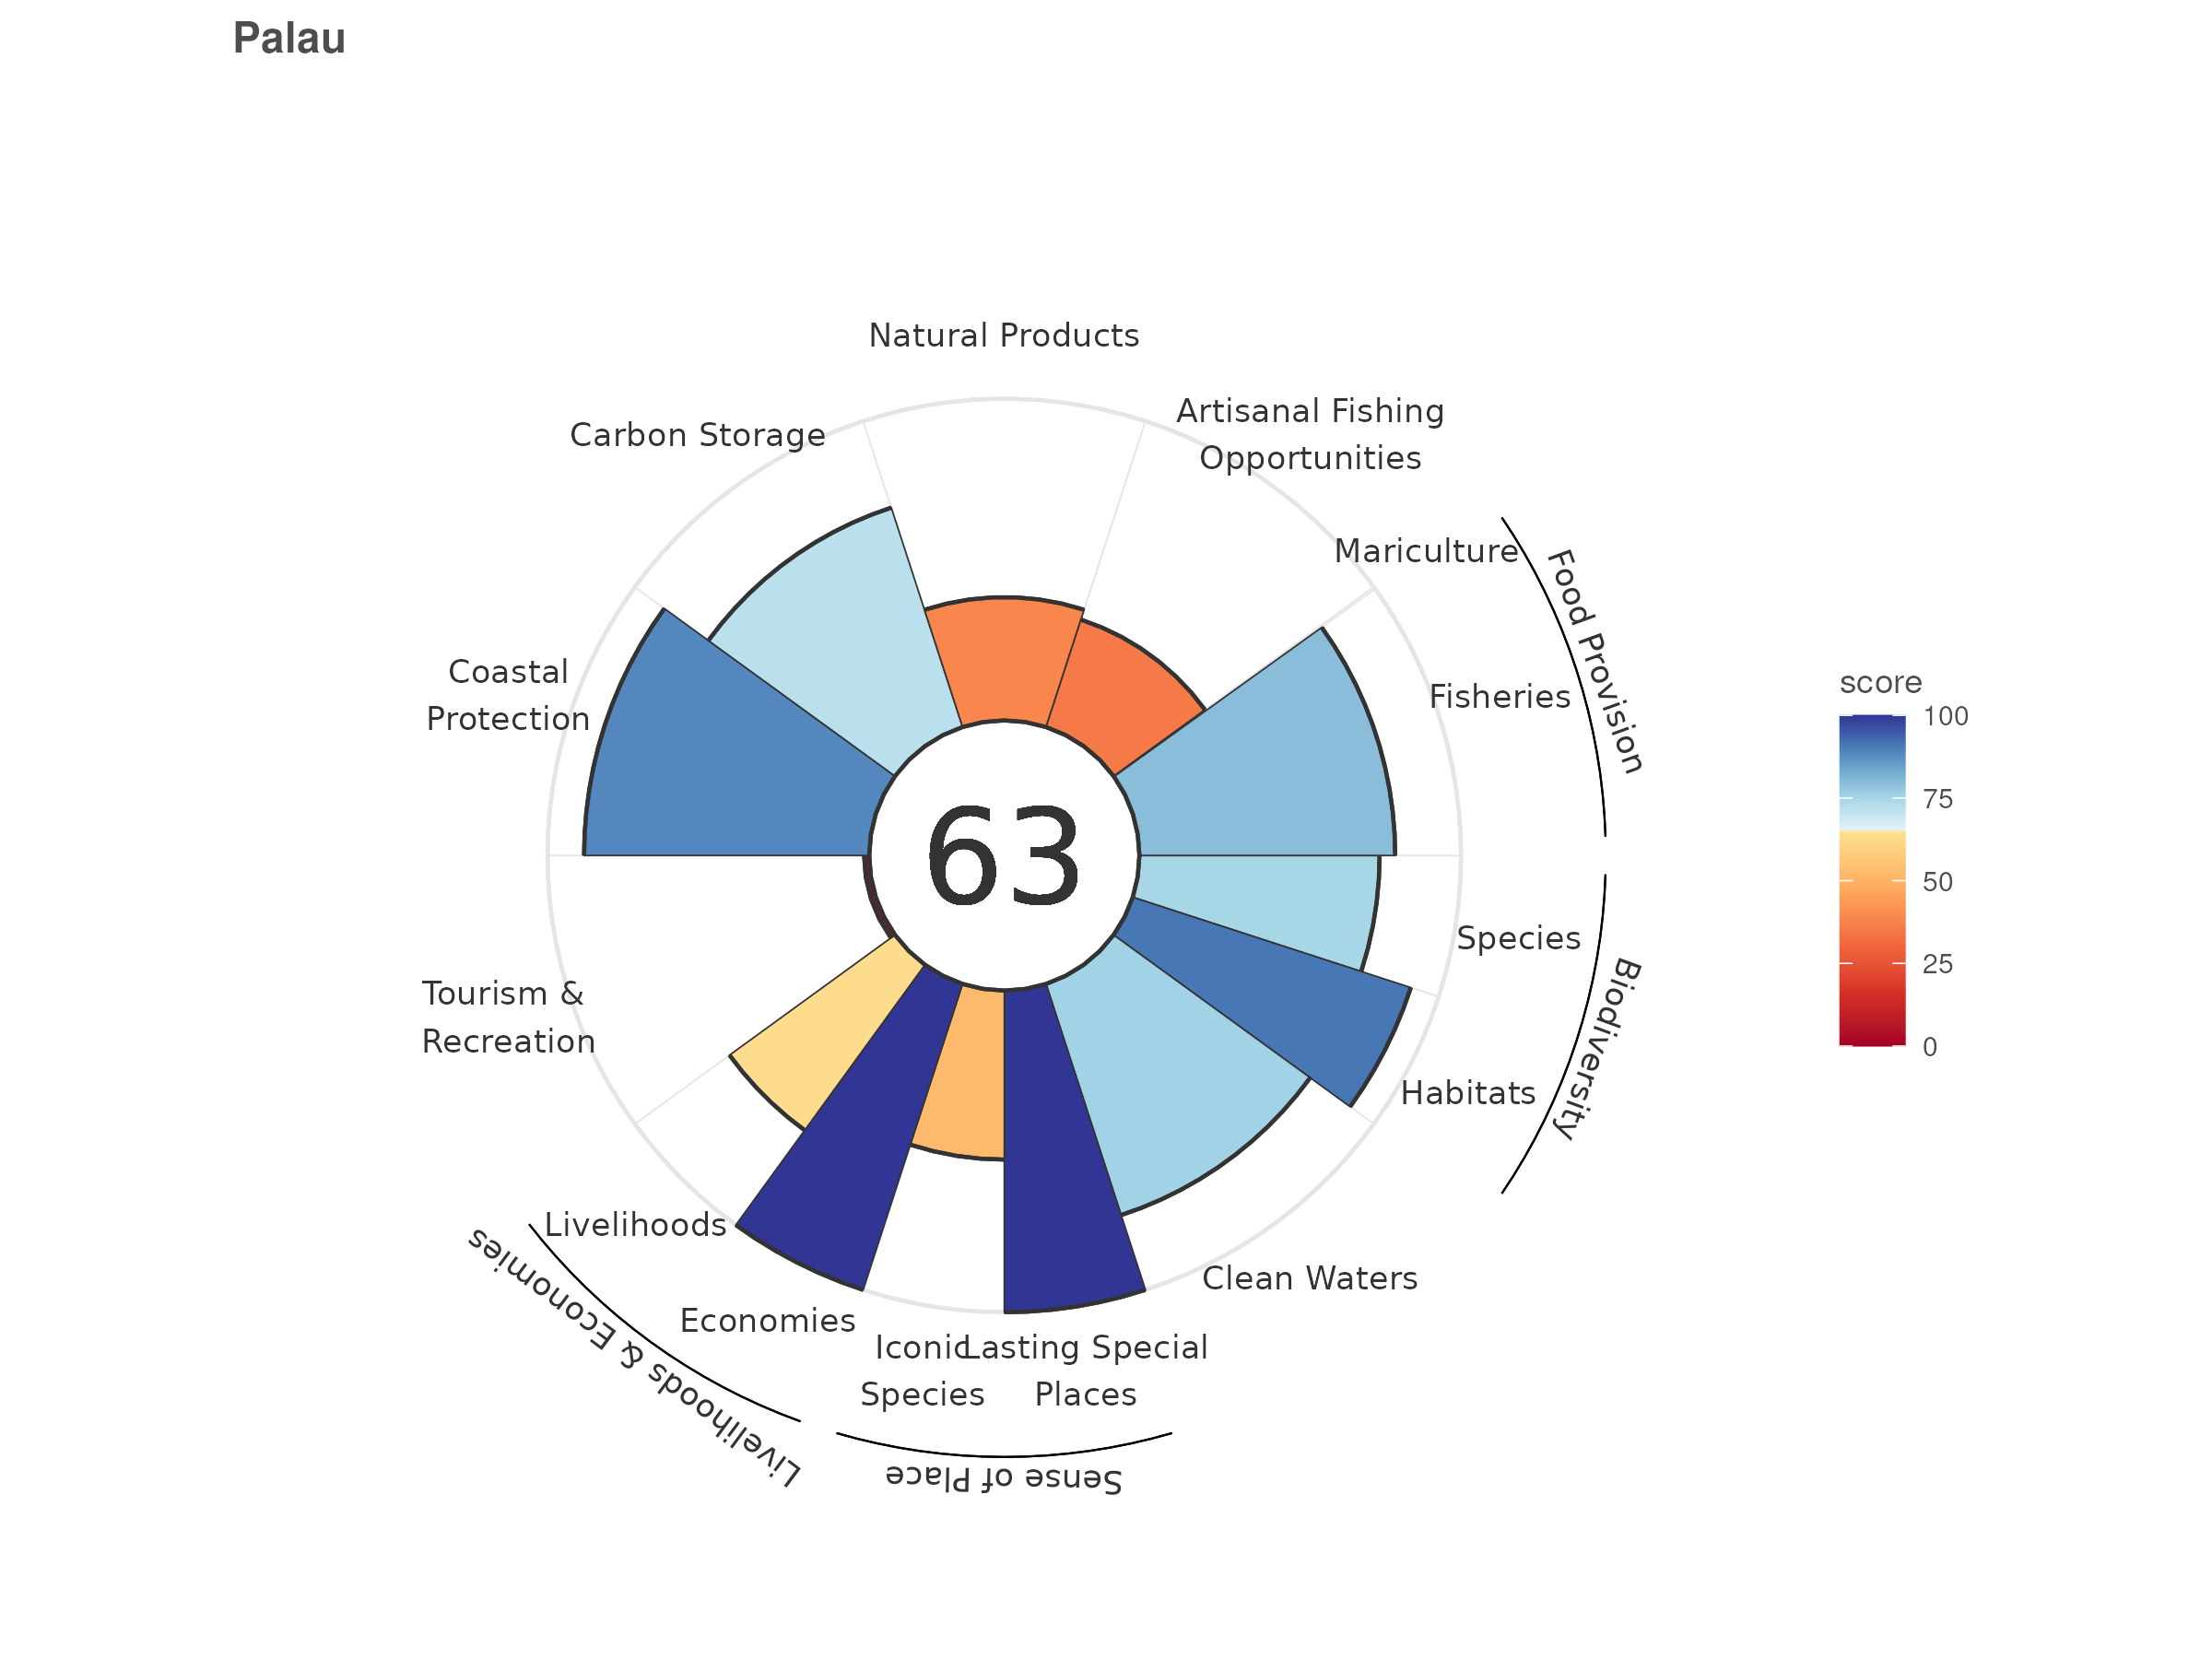 Palau
Natural Products
Artisanal Fishing
Opportunities
Carbon Storage
Mariculture
Food Provision
Coastal
Protection
Fisheries
score
100
75
50
25
0
63
Species
Biodiversity
Tourism &
Recreation
Habitats
Livelihoods
Livelihoods & Economies
Clean Waters
Economies
Iconic
Species
Lasting Special
Places
Sense of Place